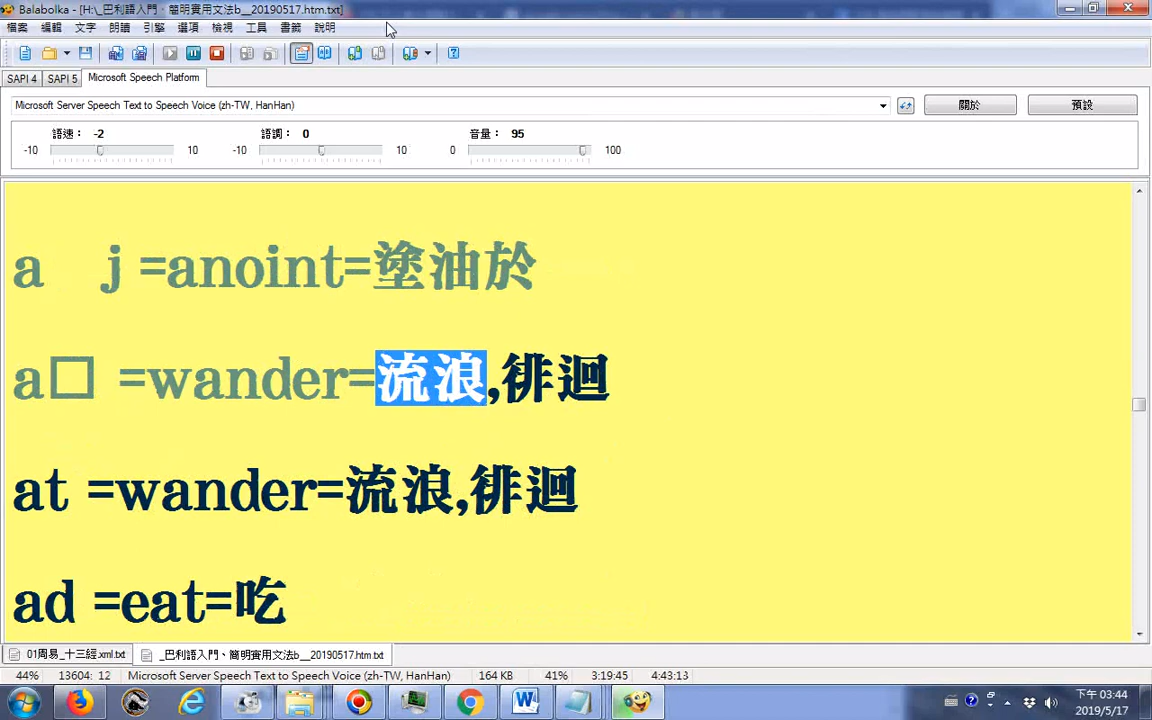 Balabolka - [H:\_巴利語入門、簡明實用文法b__20190517.htm.txt]
檔案 編輯 文字 朗讀 引擎 選項 檢視 工具 書籤 說明
SAPI 4 SAPI 5 Microsoft Speech Platform
Microsoft Server Speech Text to Speech Voice (zh-TW, HanHan) 關於 預設
語速： -2 語調： 0 音量： 95
-10 10 -10 10 0 100
a j =anoint=塗油於
a□ =wander=流浪,徘迴
at =wander=流浪,徘迴
ad =eat=吃
01周易_十三經.xml.txt _巴利語入門、簡明實用文法b__20190517.htm.txt
44% 13604: 12 Microsoft Server Speech Text to Speech Voice (zh-TW, HanHan) 164 KB 41% 3:19:45 4:43:13
下午 03:44
2019/5/17